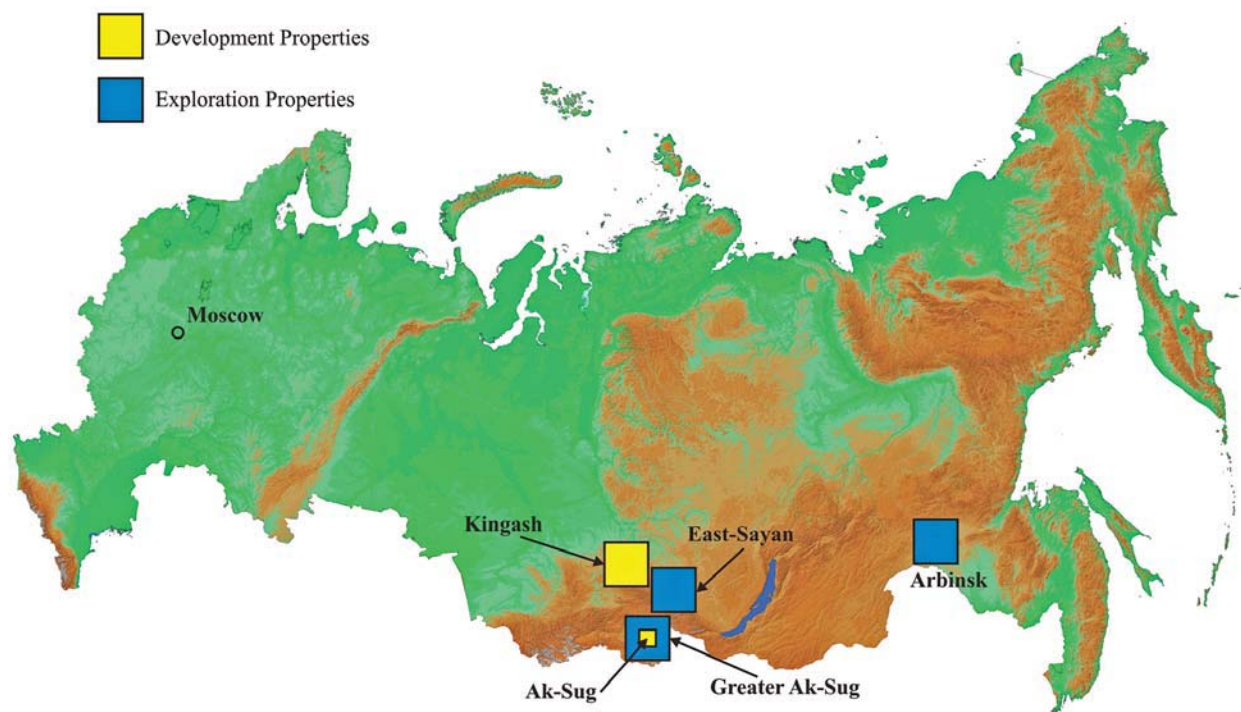 Development Properties
Exploration Properties
Moscow
Kingash
East-Sayan
Arbinsk
Ak-Sug
Greater Ak-Sug